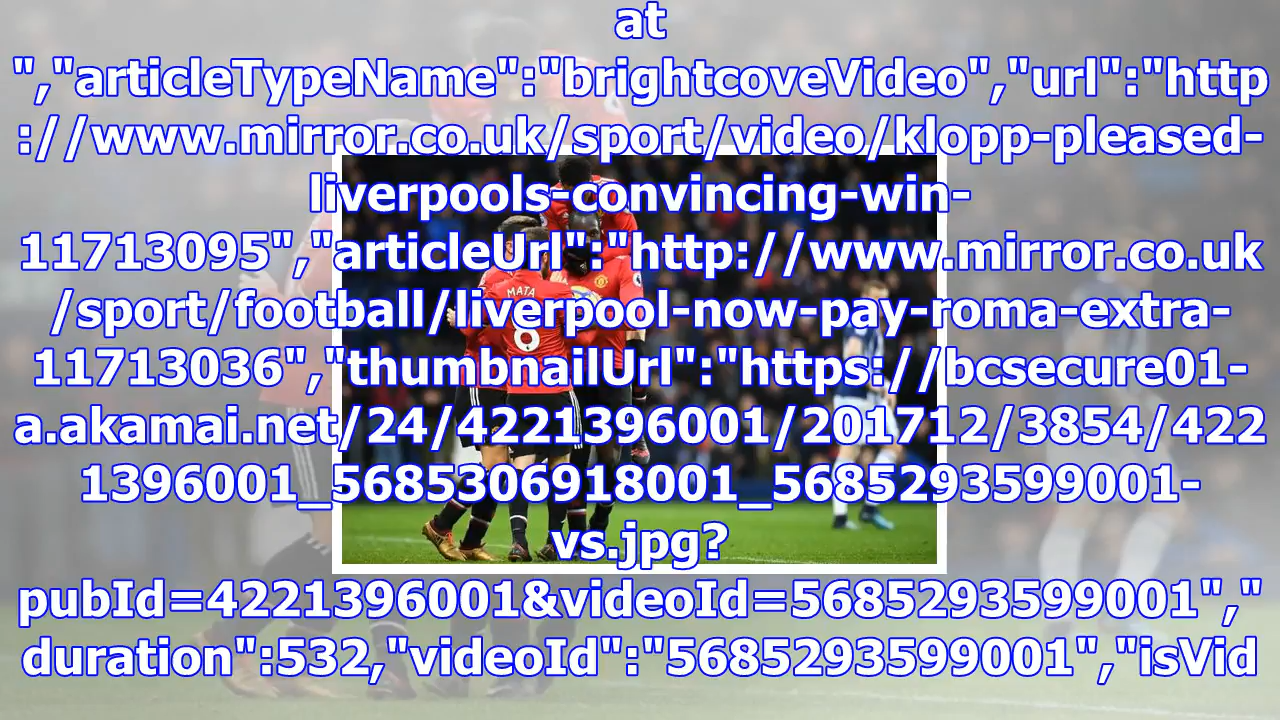 at
","articleTypeName":"brightcoveVideo","url":"http
://www.mirror.co.uk/sport/video/klopp-pleased-
liverpools-convincing-win-
11713095","articleUrl":"http://www.mirror.co.uk
/sport/football/liverpool-now-pay-roma-extra-
11713036","thumbnailUrl":"https://bcsecure01-
a.akamai.net/24/4221396001/201712/3854/422
1396001_5685306918001_5685293599001-
vs.jpg?
pubId=4221396001&videoId=5685293599001","
duration":532,"videoId":"5685293599001","isVid
MATA
8